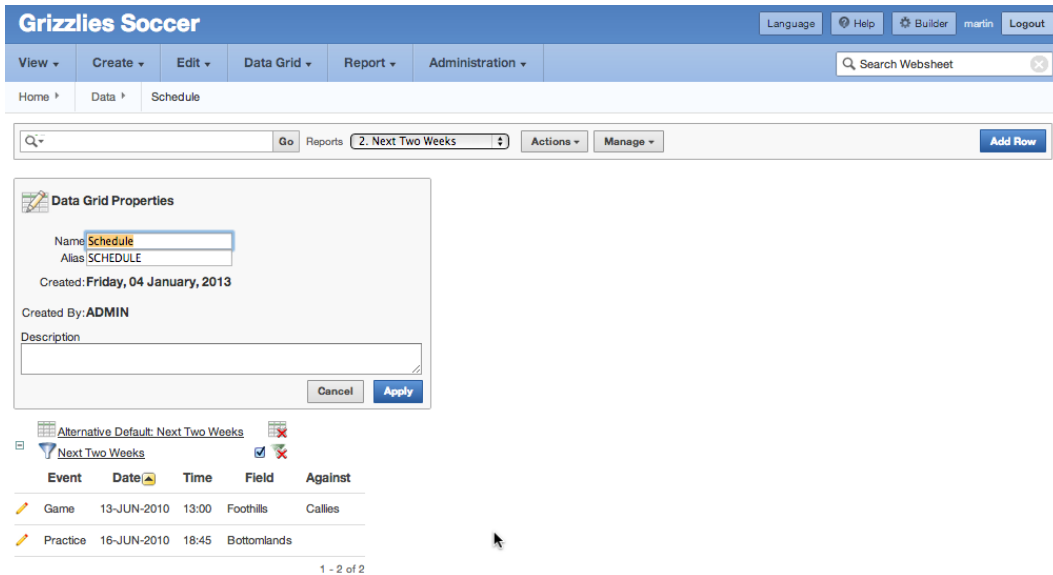 Grizzlies Soccer
Language Help Builder martin Logout
View Create Edit Data Grid Report Administration Search Websheet
Home Data Schedule
Go Reports 2. Next Two Weeks Actions Manage Add Row
Data Grid Properties
Name Schedule
Alias SCHEDULE
Created: Friday, 04 January, 2013
Created By: ADMIN
Description
Cancel Apply
Alternative Default: Next Two Weeks
Next Two Weeks
Event Date Time Field Against
Game 13-JUN-2010 13:00 Foothills Callies
Practice 16-JUN-2010 18:45 Bottomlands
1 - 2 of 2